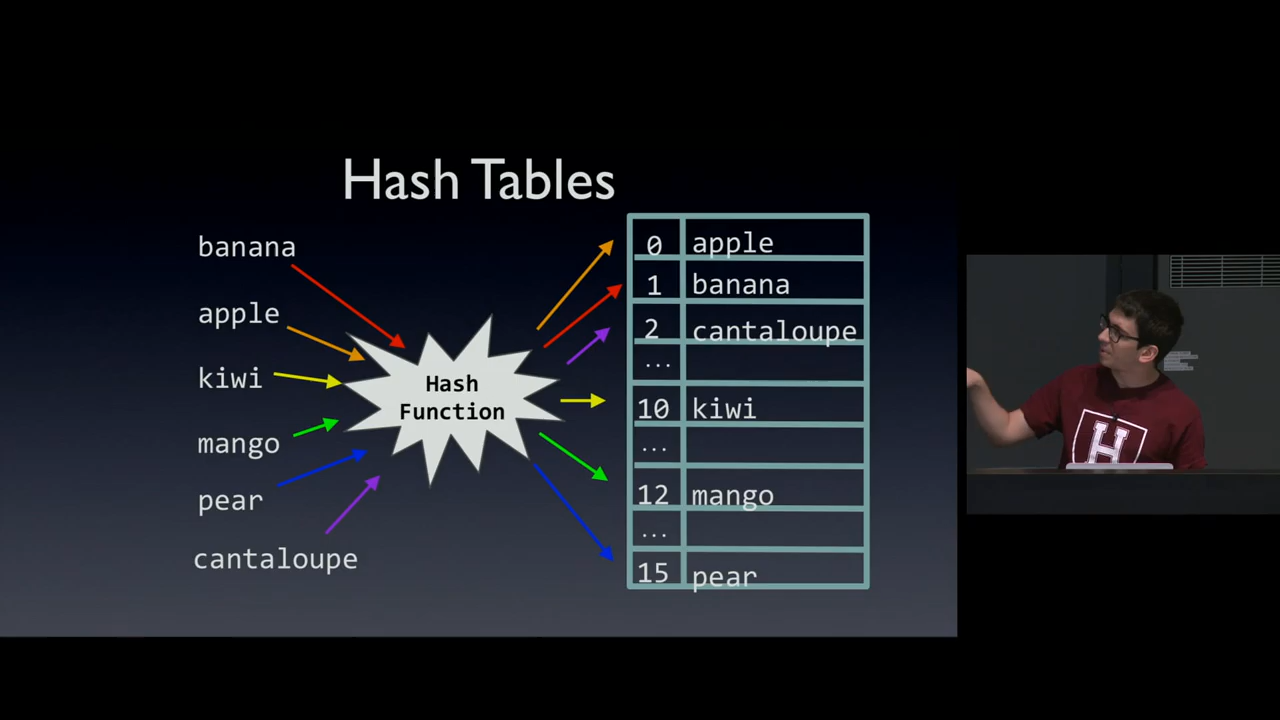 Hash Tables
banana
apple
kiwi
mango
pear
cantaloupe
Hash
Function
0 apple
1 banana
2 cantaloupe
...
10 kiwi
...
12 mango
...
15 pear
H